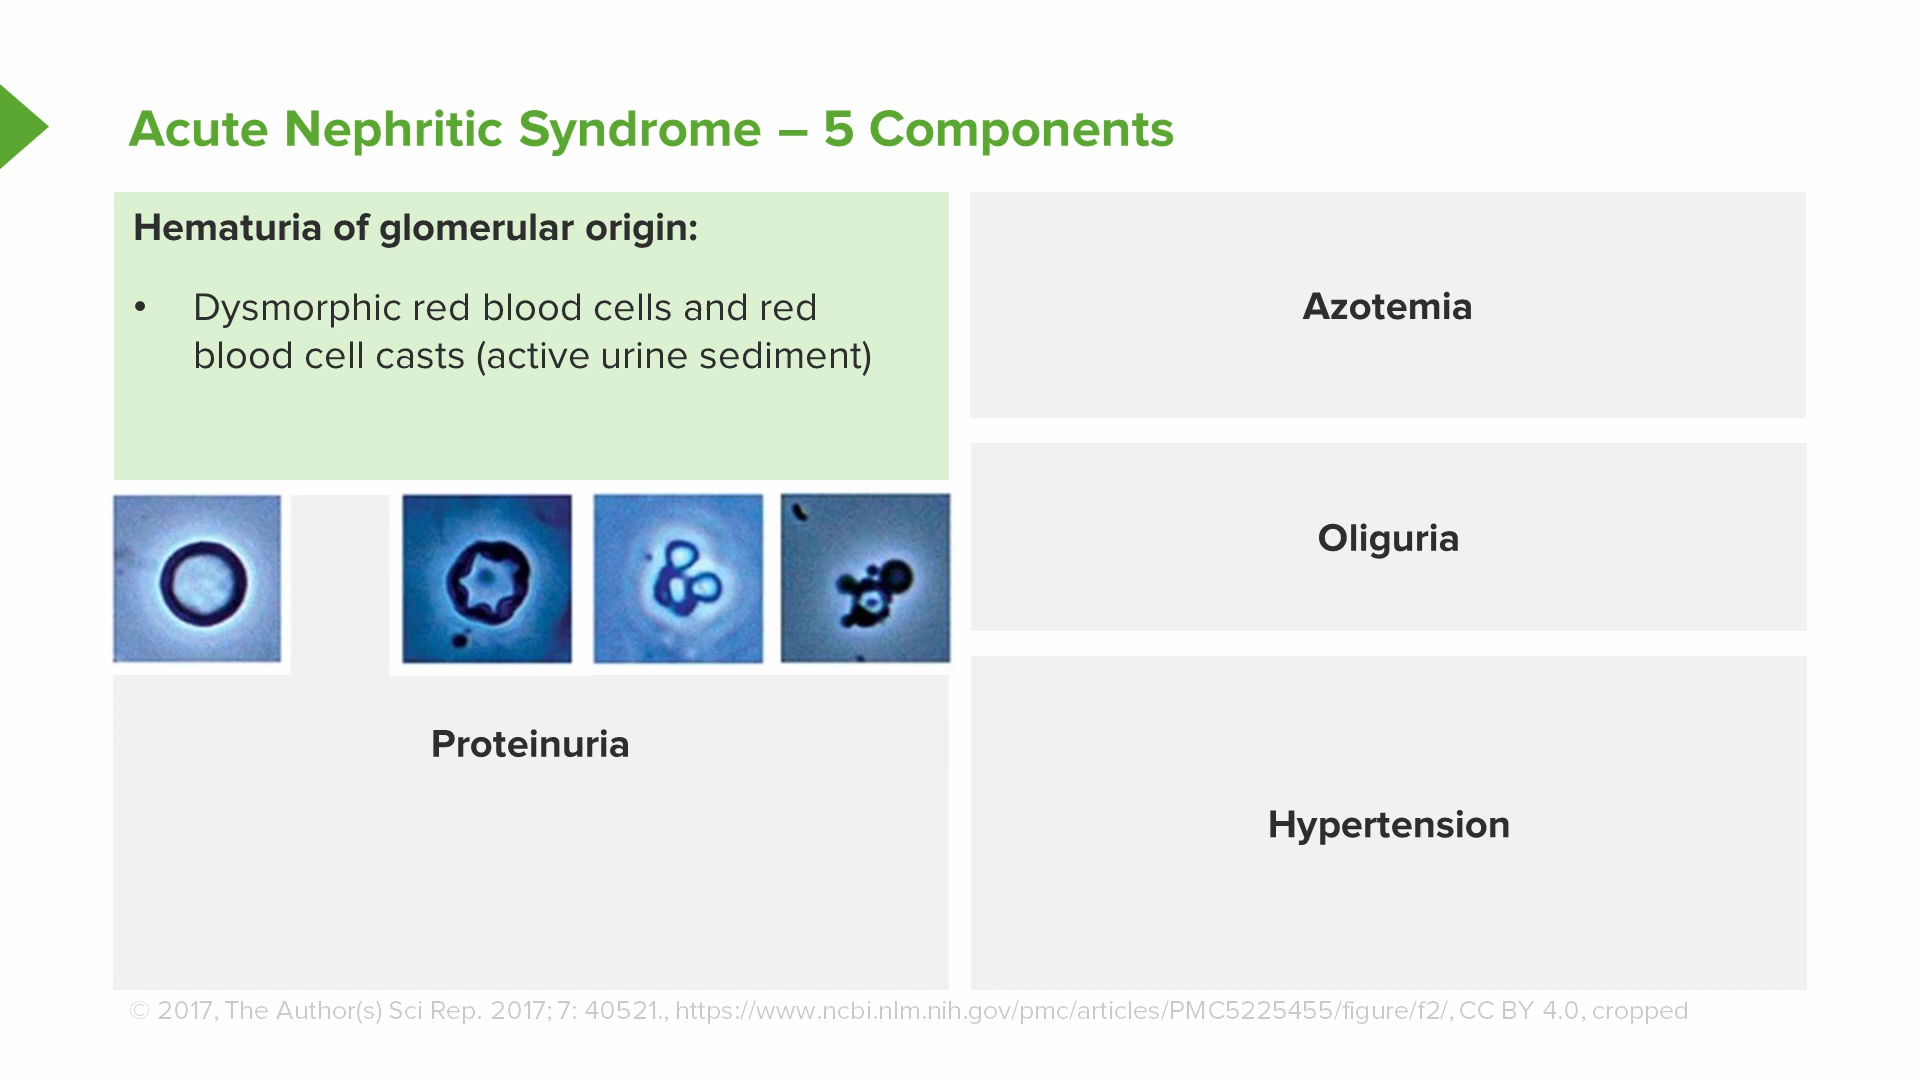 Acute Nephritic Syndrome – 5 Components
Hematuria of glomerular origin:
• Dysmorphic red blood cells and red
blood cell casts (active urine sediment)
Proteinuria
Azotemia
Oliguria
Hypertension
© 2017, The Author(s) Sci Rep. 2017; 7: 40521., https://www.ncbi.nlm.nih.gov/pmc/articles/PMC5225455/figure/f2/, CC BY 4.0, cropped